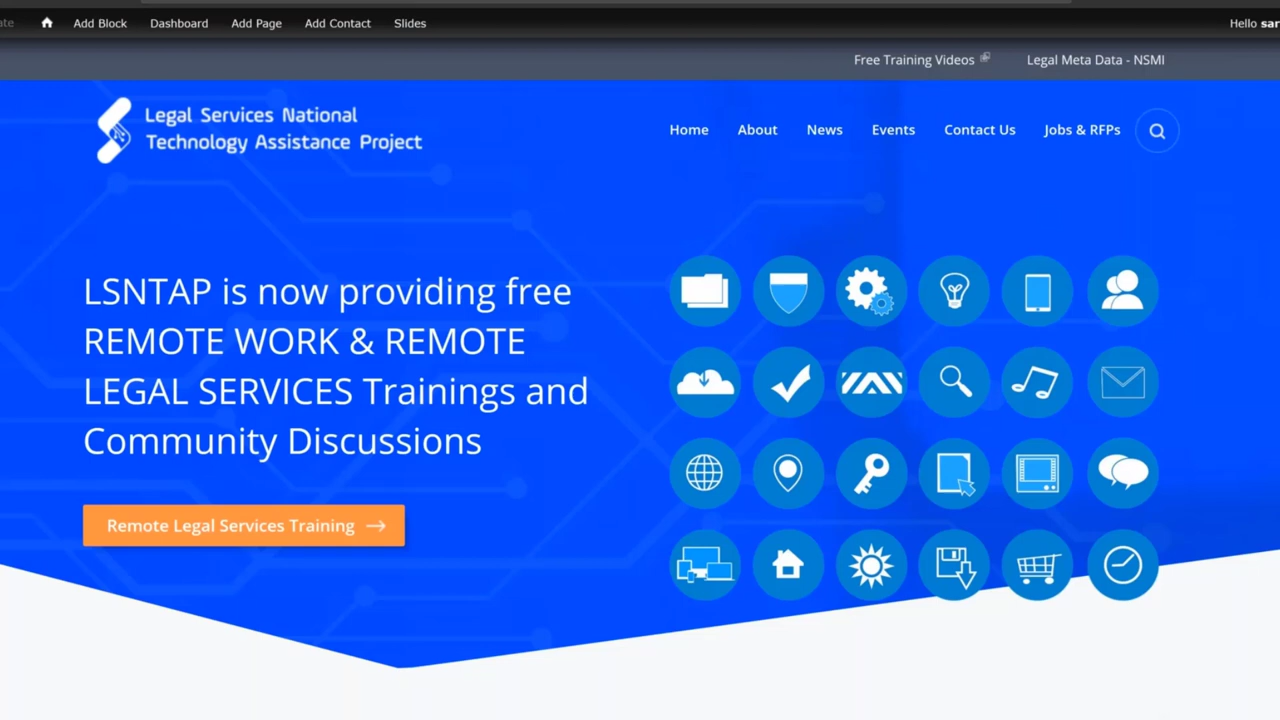 Add Block Dashboard Add Page Add Contact Slides Hello
Free Training Videos Legal Meta Data - NSMI
Legal Services National
Technology Assistance Project
Home About News Events Contact Us Jobs & RFPs
LSNTAP is now providing free
REMOTE WORK & REMOTE
LEGAL SERVICES Trainings and
Community Discussions
Remote Legal Services Training